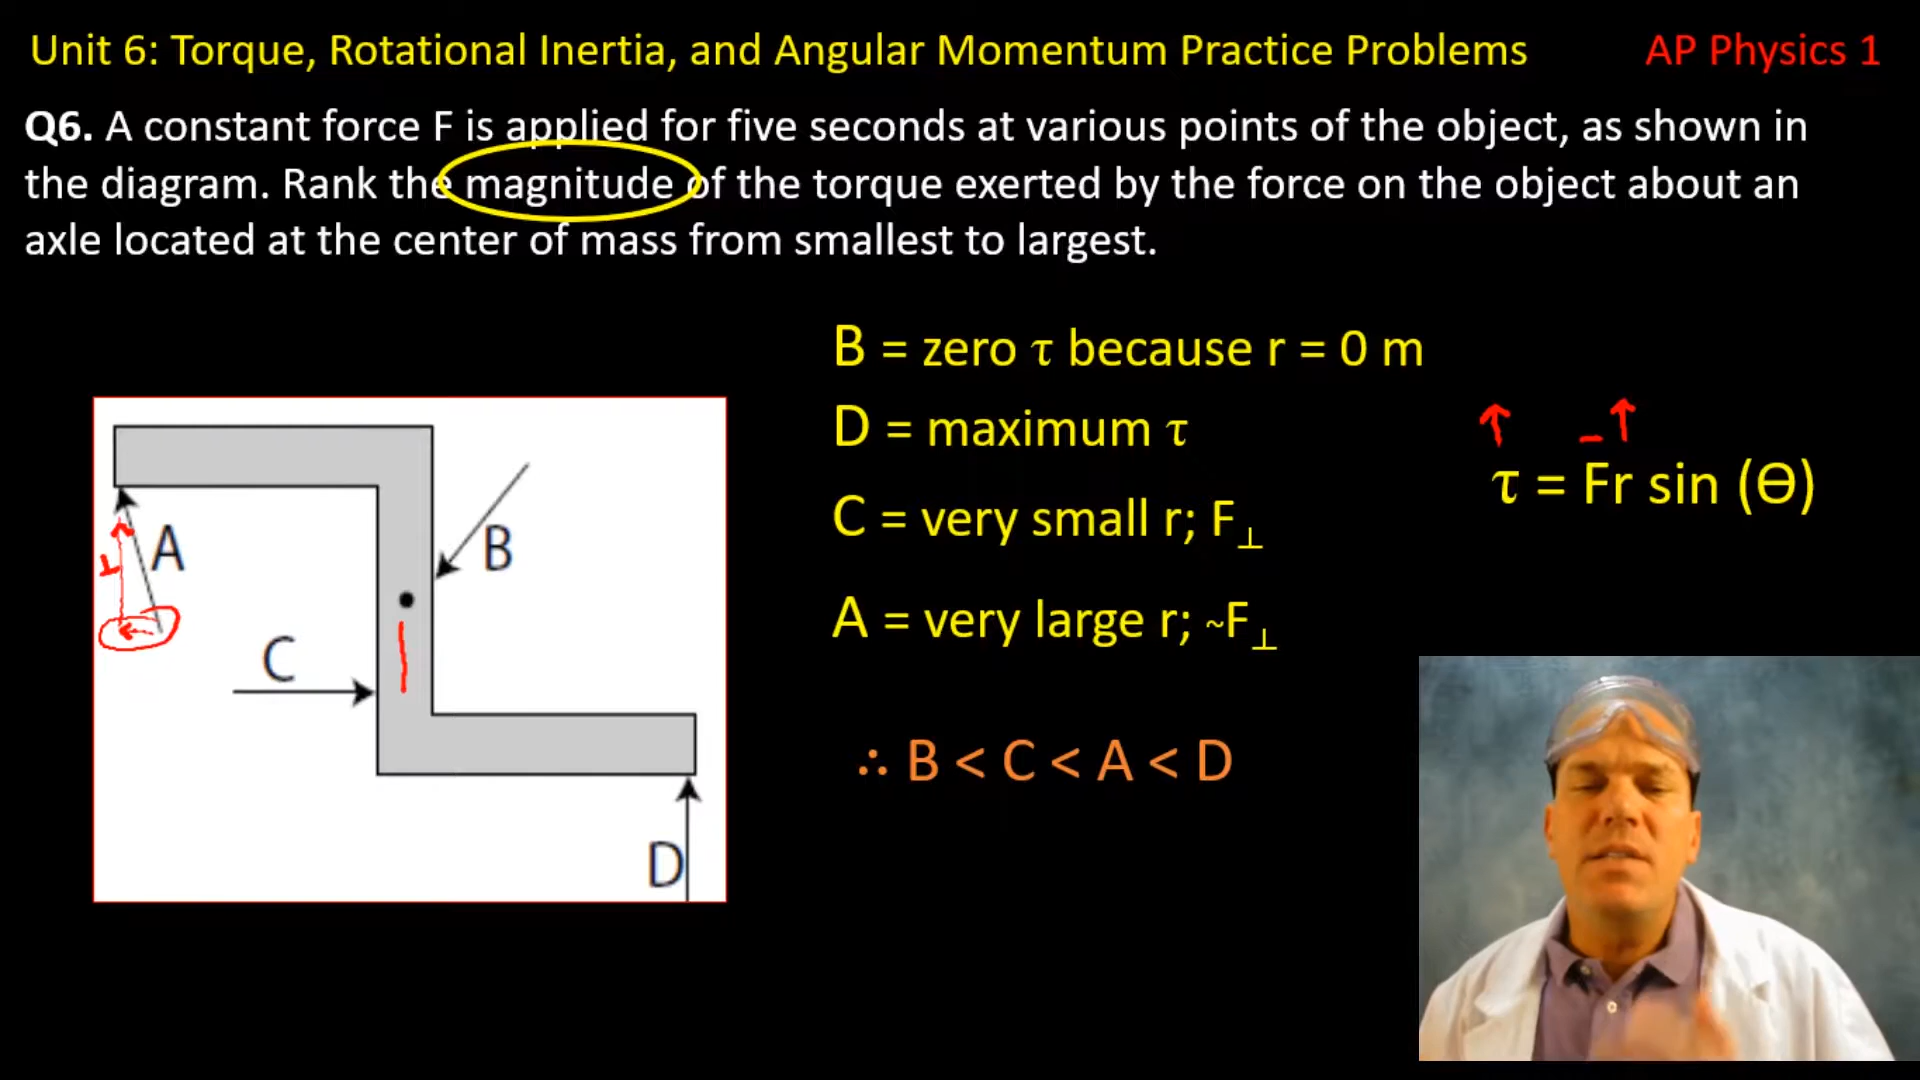 Unit 6: Torque, Rotational Inertia, and Angular Momentum Practice Problems
AP Physics 1
Q6. A constant force F is applied for five seconds at various points of the object, as shown in
the diagram. Rank the magnitude of the torque exerted by the force on the object about an
axle located at the center of mass from smallest to largest.
B = zero τ because r = 0 m
D = maximum τ
τ = Fr sin (Θ)
C = very small r; F⊥
A = very large r; ~F⊥
∴ B < C < A < D
A
B
C
D